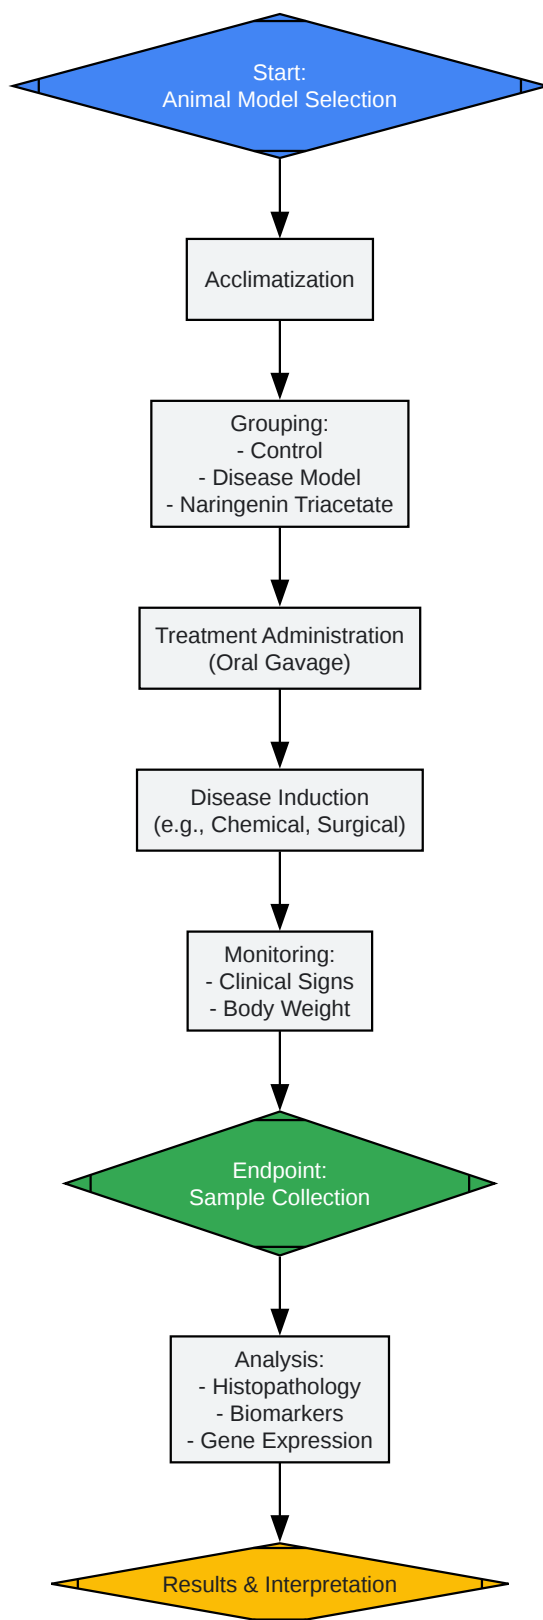 Start:
Animal Model Selection
Acclimatization
Grouping:
- Control
- Disease Model
- Naringenin Triacetate
Treatment Administration
(Oral Gavage)
Disease Induction
(e.g., Chemical, Surgical)
Monitoring:
- Clinical Signs
- Body Weight
Endpoint:
Sample Collection
Analysis:
- Histopathology
- Biomarkers
- Gene Expression
Results & Interpretation